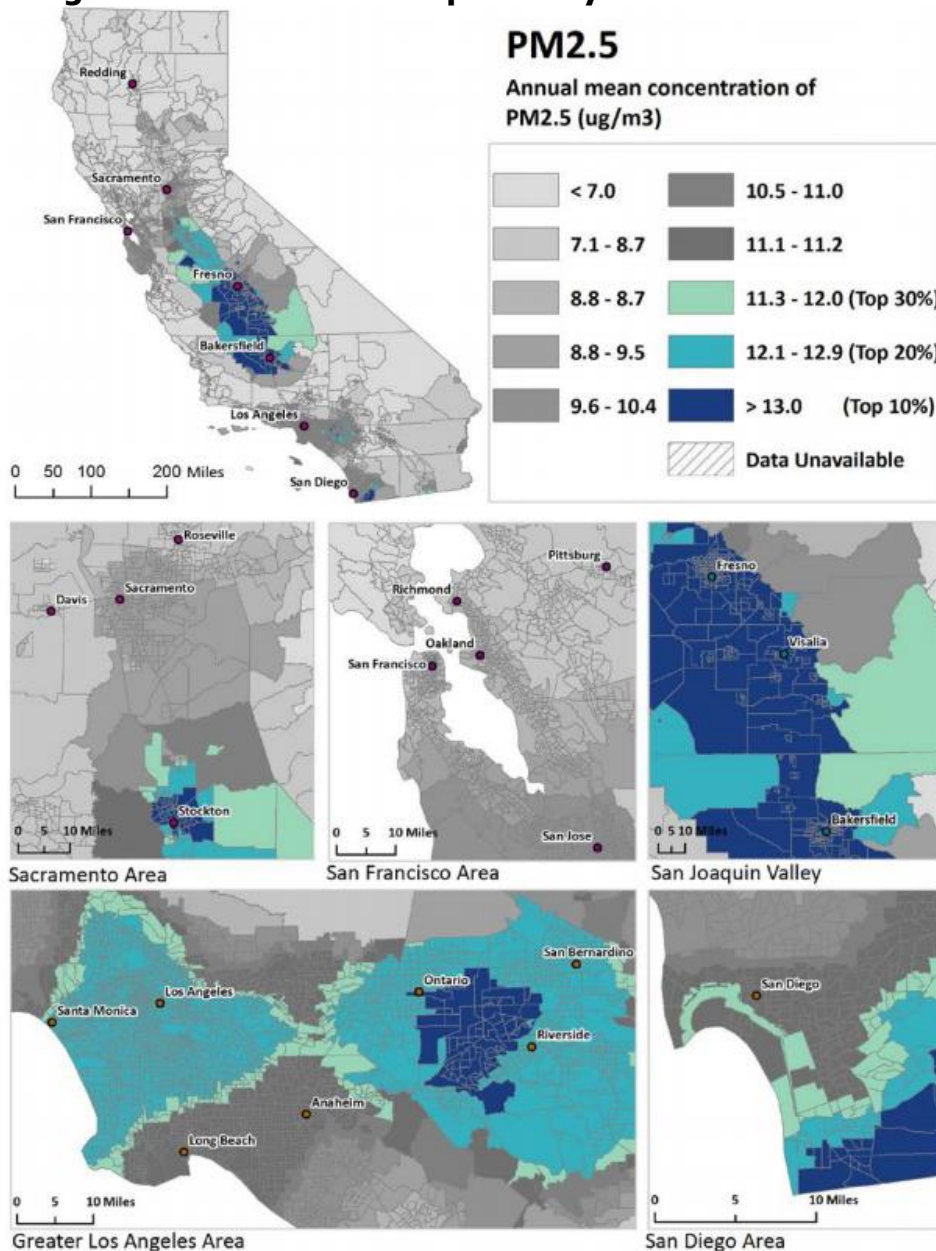 PM2.5
Annual mean concentration of
PM2.5 (ug/m3)
< 7.0
10.5 - 11.0
7.1 - 8.7
11.1 - 11.2
8.8 - 8.7
11.3 - 12.0 (Top 30%)
8.8 - 9.5
12.1 - 12.9 (Top 20%)
9.6 - 10.4
> 13.0 (Top 10%)
Data Unavailable
Redding
Sacramento
San Francisco
Fresno
Bakersfield
Los Angeles
San Diego
0 50 100 200 Miles
Roseville
Sacramento
Davis
Stockton
0 5 10 Miles
Sacramento Area
Pittsburg
Richmond
Oakland
San Francisco
San Jose
0 5 10 Miles
San Francisco Area
Fresno
Visalia
Bakersfield
0 5 10 Miles
San Joaquin Valley
San Bernardino
Ontario
Los Angeles
Santa Monica
Riverside
Anaheim
Long Beach
0 5 10 Miles
Greater Los Angeles Area
San Diego
0 5 10 Miles
San Diego Area